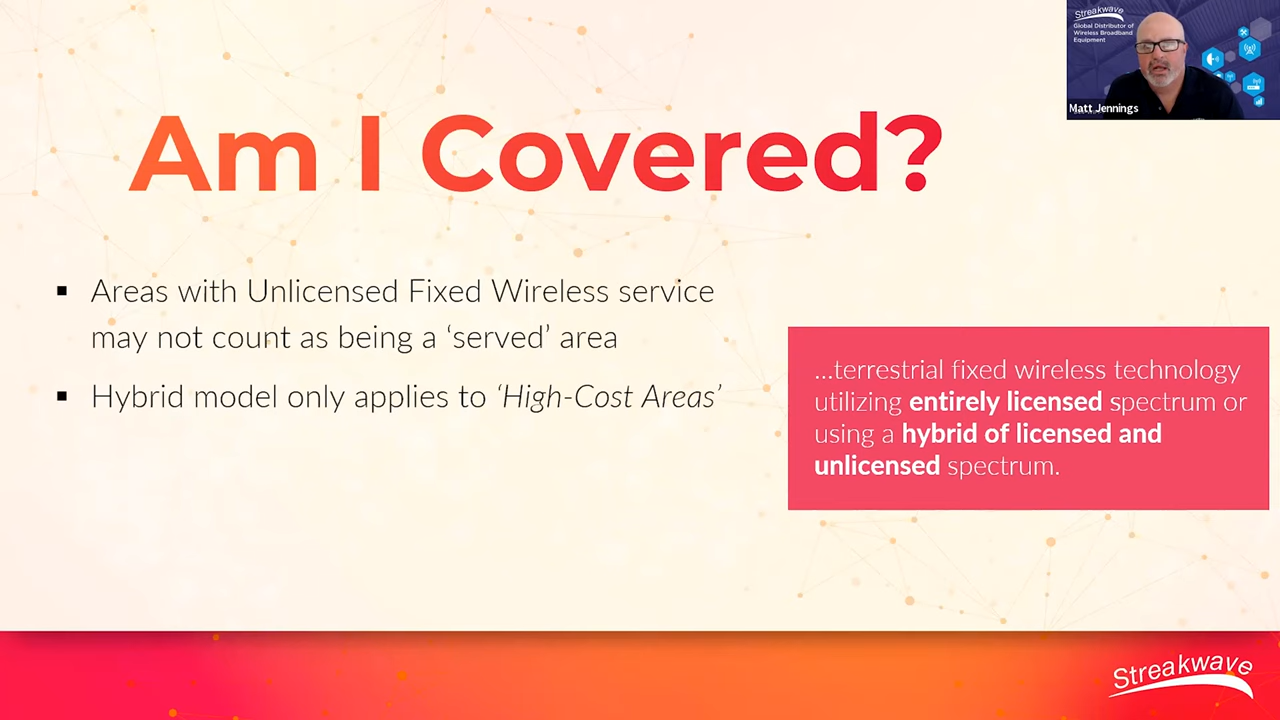 Streakwave
Global Distributor of
Wireless Broadband
Equipment
Matt Jennings
Am I Covered?
▪ Areas with Unlicensed Fixed Wireless service
may not count as being a ‘served’ area
▪ Hybrid model only applies to ‘High-Cost Areas’
...terrestrial fixed wireless technology
utilizing entirely licensed spectrum or
using a hybrid of licensed and
unlicensed spectrum.
Streakwave